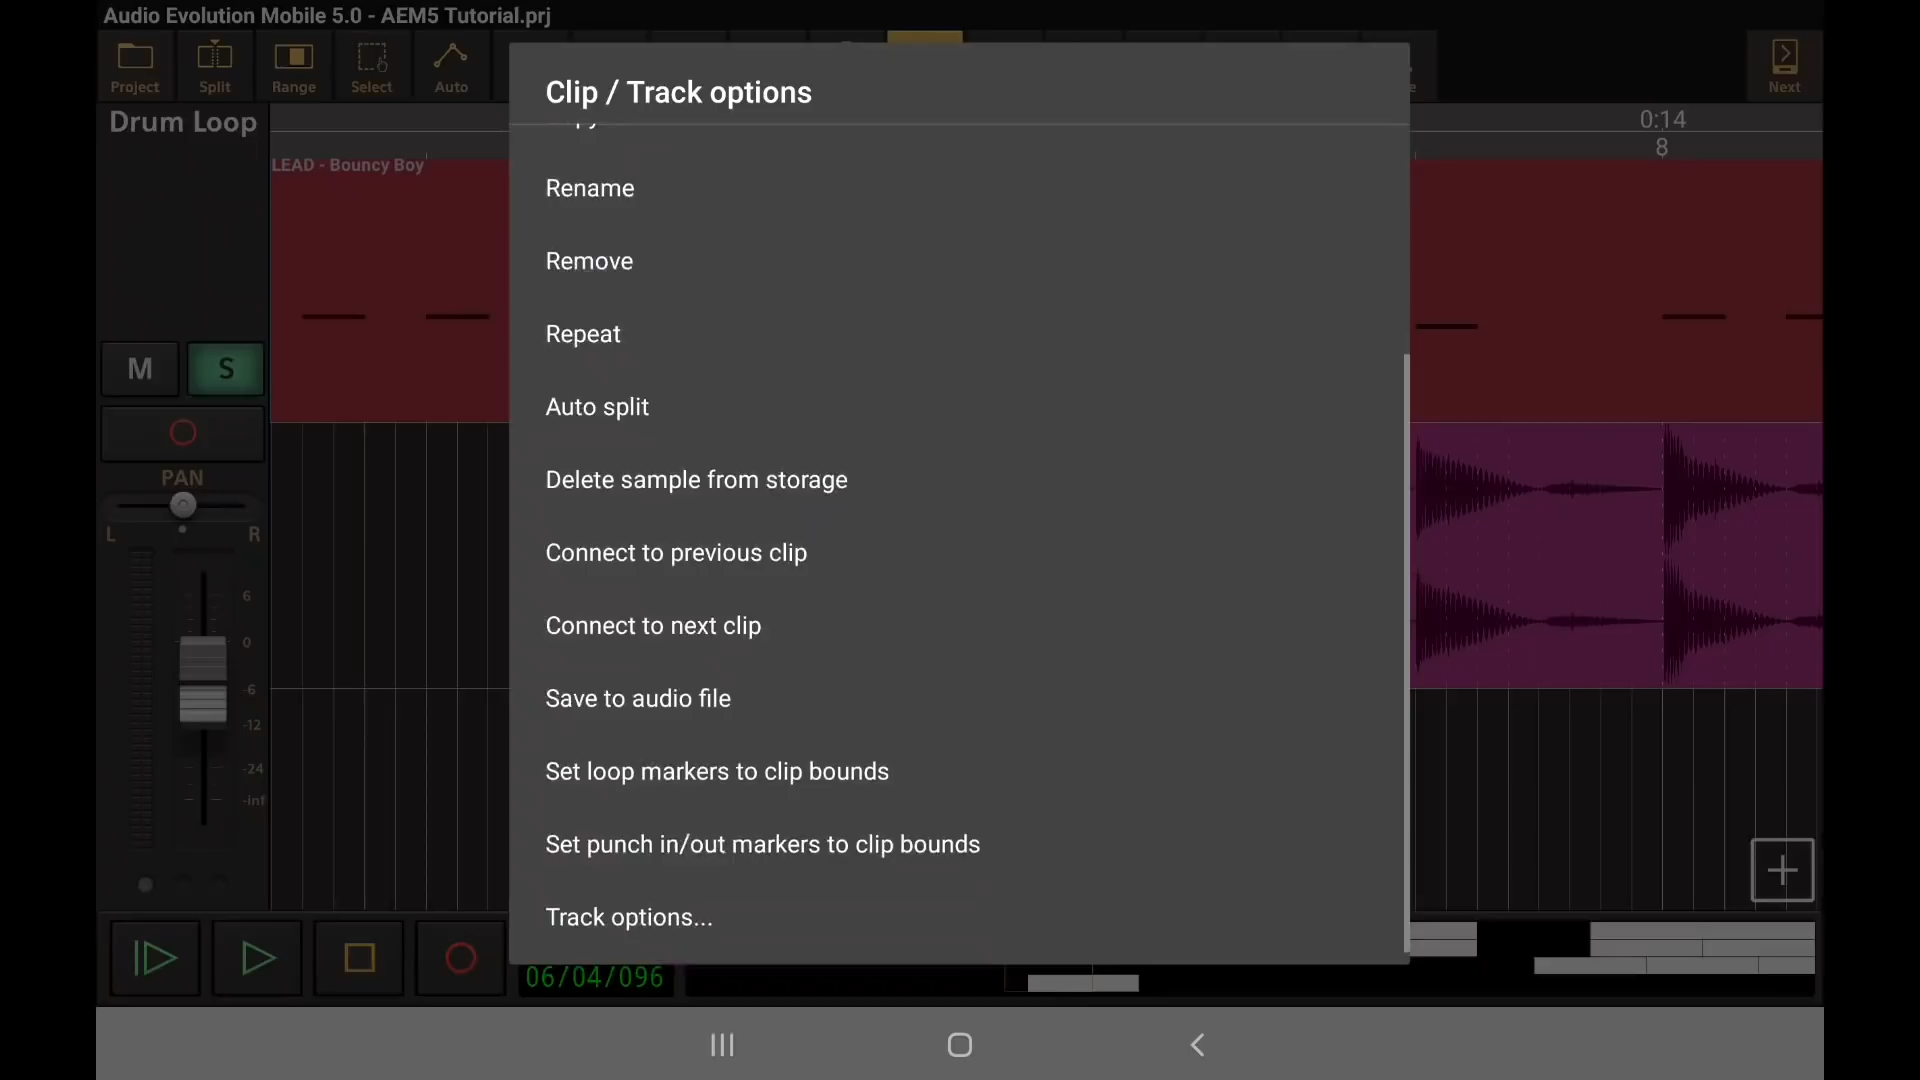 Audio Evolution Mobile 5.0 - AEM5 Tutorial.prj
Project
Split
Range
Select
Auto
Next
Clip / Track options
Drum Loop
0:14
8
LEAD - Bouncy Boy
Rename
Remove
Repeat
Auto split
Delete sample from storage
Connect to previous clip
Connect to next clip
Save to audio file
Set loop markers to clip bounds
Set punch in/out markers to clip bounds
Track options...
M
S
PAN
L
R
6
0
-6
-12
-24
-inf
06/04/096